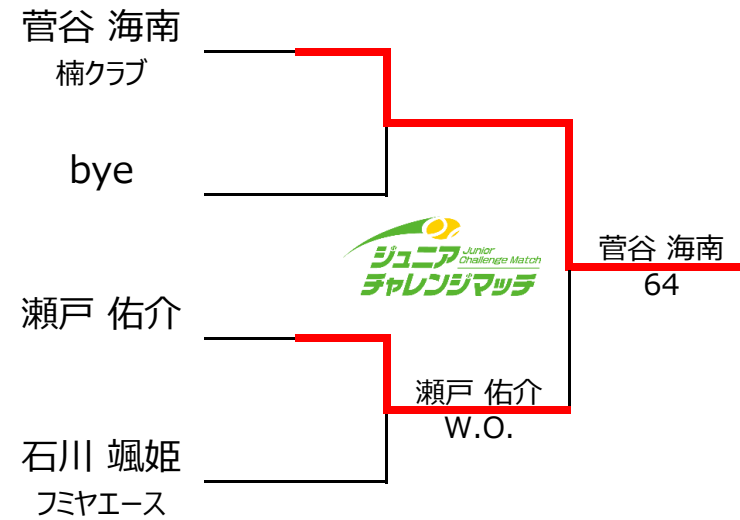 菅谷 海南
楠クラブ
bye
ジュニア
Junior
Challenge Match
チャレンジマッチ
菅谷 海南
64
瀬戸 佑介
瀬戸 佑介
W.O.
石川 颯姫
フミヤエース